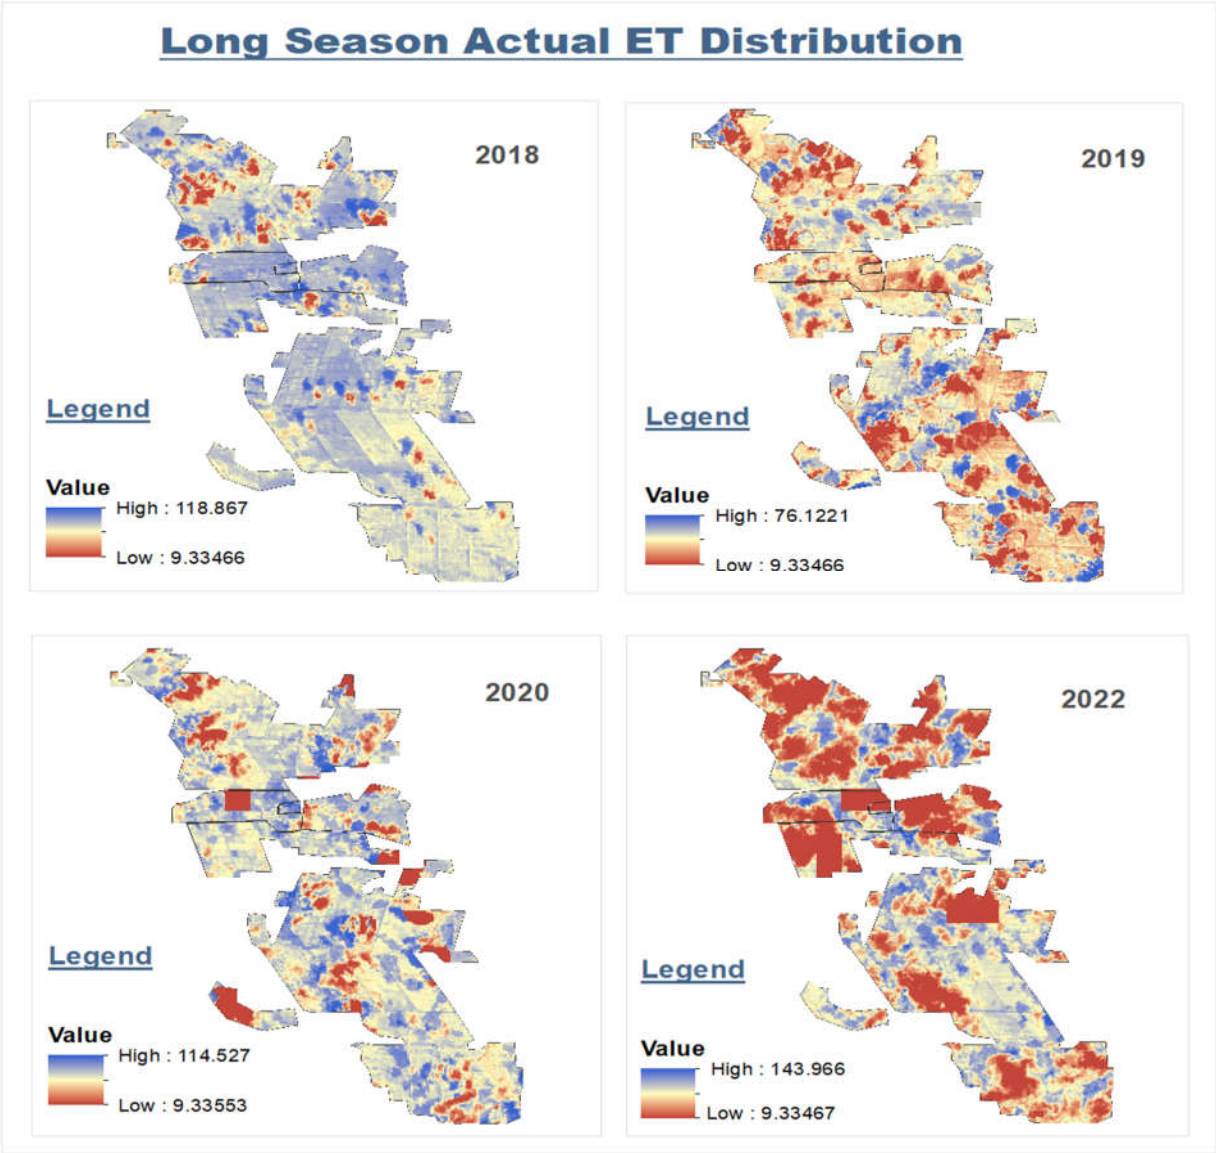 Long Season Actual ET Distribution
2018
Legend
Value
High : 118.867
Low : 9.33466
2019
Legend
Value
High : 76.1221
Low : 9.33466
2020
Legend
Value
High : 114.527
Low : 9.33553
2022
Legend
Value
High : 143.966
Low : 9.33467